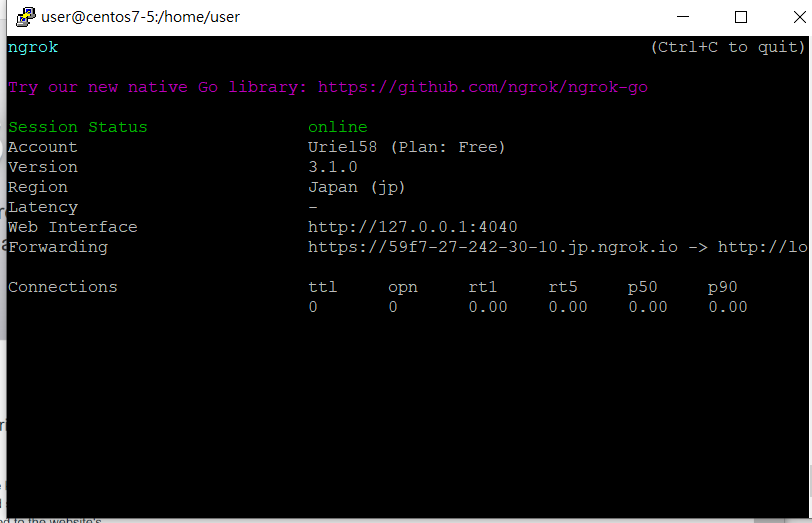 user@centos7-5:/home/user
ngrok (Ctrl+C to quit)
Try our new native Go library: https://github.com/ngrok/ngrok-go
Session Status online
Account Uriel58 (Plan: Free)
Version 3.1.0
Region Japan (jp)
Latency -
Web Interface http://127.0.0.1:4040
Forwarding https://59f7-27-242-30-10.jp.ngrok.io -> http://lo
Connections ttl opn rt1 rt5 p50 p90
0 0 0.00 0.00 0.00 0.00
to the website's